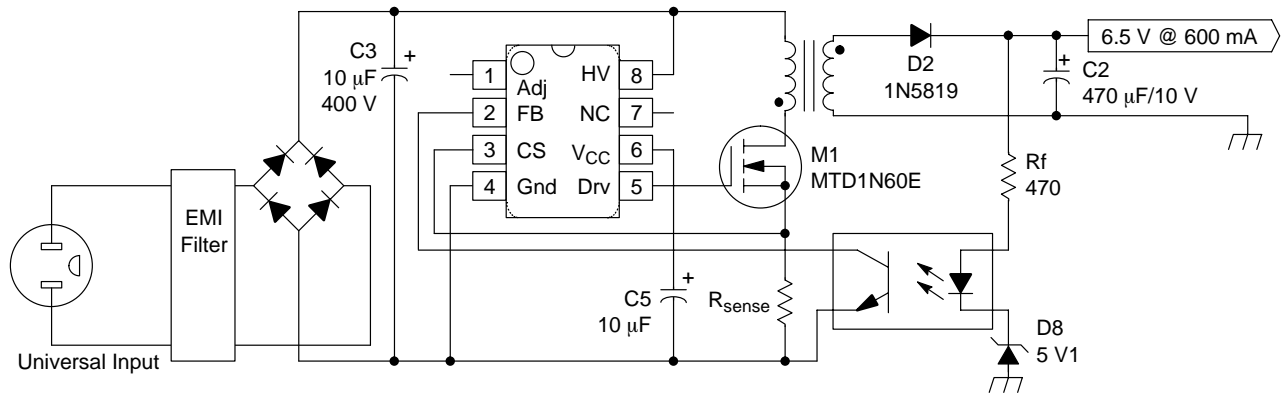 C3
10 μF
400 V
+
1
Adj
HV
8
2
FB
NC
7
3
CS
VCC
6
4
Gnd
Drv
5
D2
1N5819
6.5 V @ 600 mA
+
C2
470 μF/10 V
M1
MTD1N60E
Rf
470
EMI
Filter
Universal Input
C5
10 μF
+
Rsense
D8
5 V1